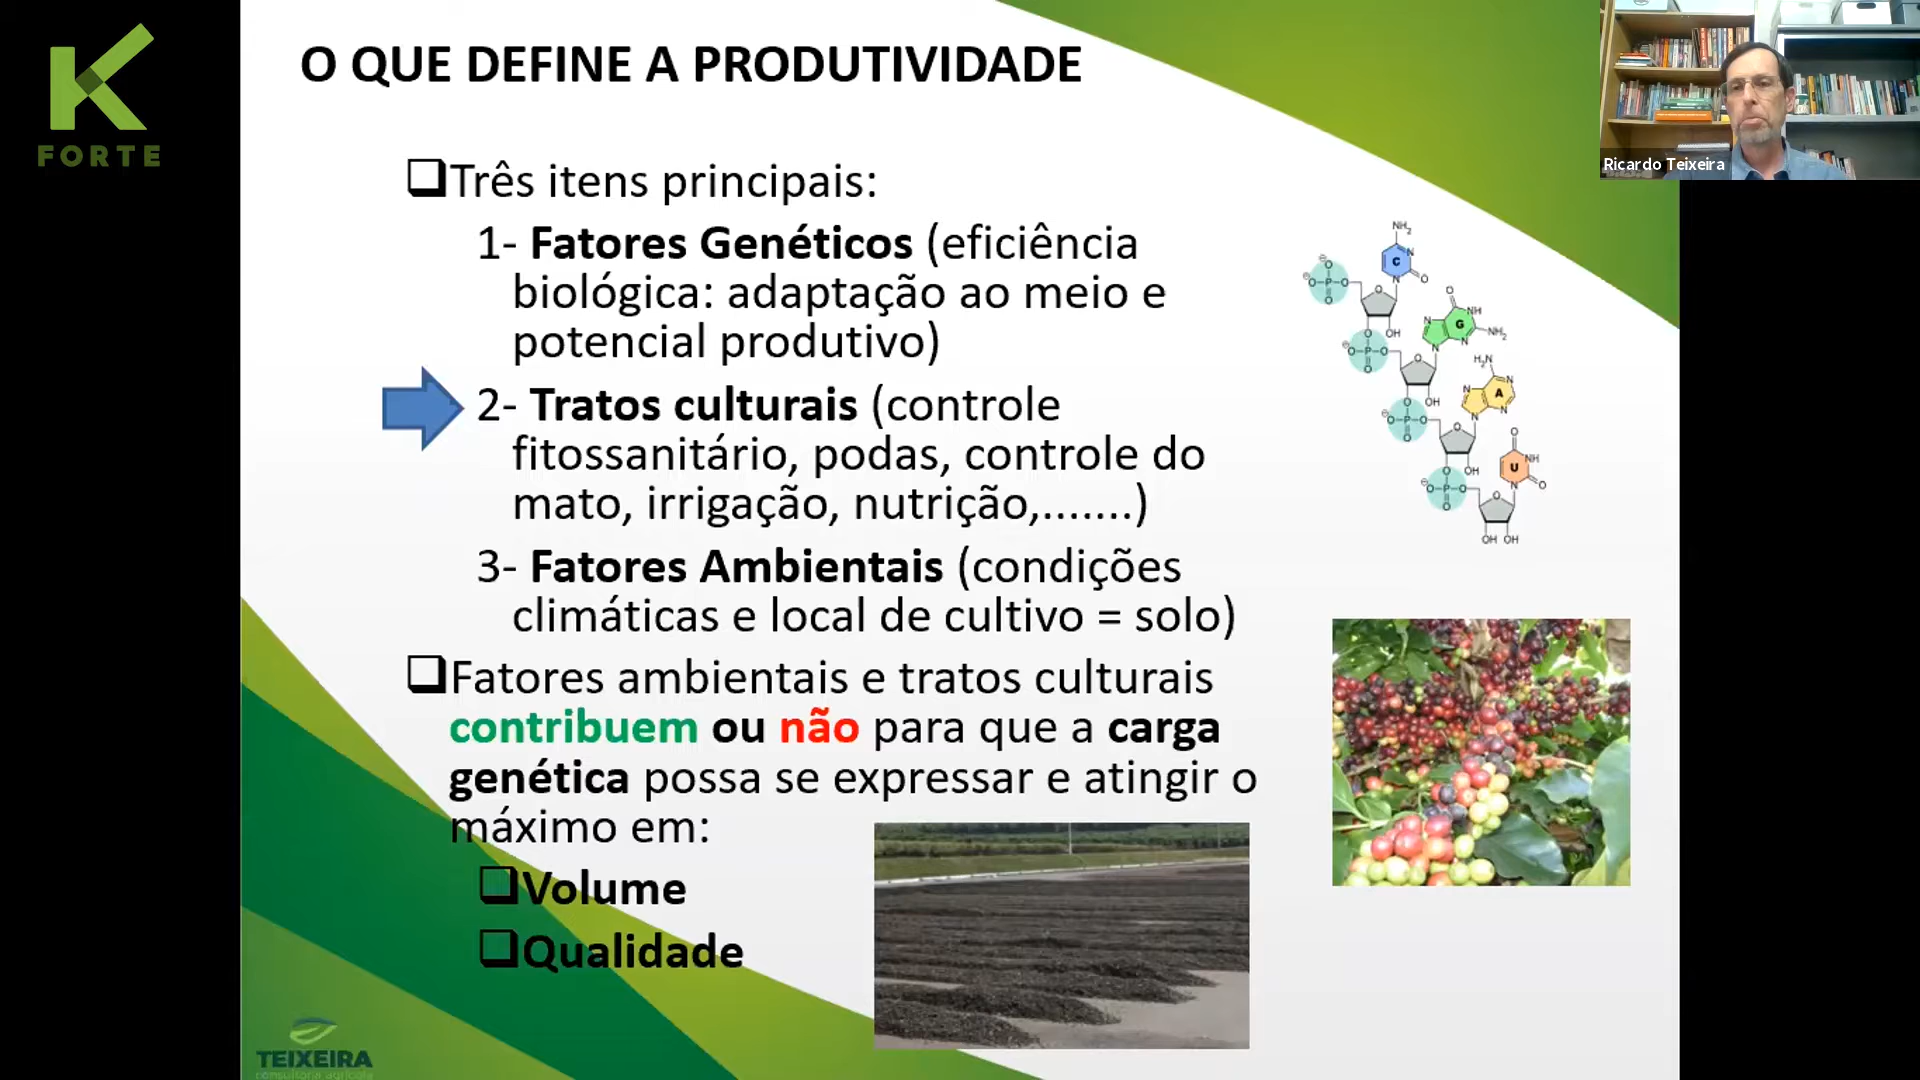 FORTE
O QUE DEFINE A PRODUTIVIDADE
Ricardo Teixeira
Três itens principais:
1- Fatores Genéticos (eficiência
biológica: adaptação ao meio e
potencial produtivo)
2- Tratos culturais (controle
fitossanitário, podas, controle do
mato, irrigação, nutrição,.......)
3- Fatores Ambientais (condições
climáticas e local de cultivo = solo)
Fatores ambientais e tratos culturais
contribuem ou não para que a carga
genética possa se expressar e atingir o
máximo em:
Volume
Qualidade
NH₂
C
G
A
U
TEIXEIRA
consultoria agrícola